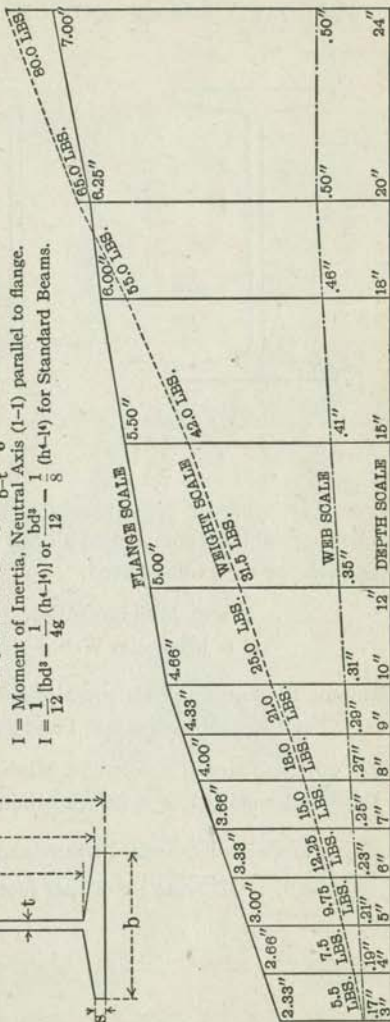 b-t
I = Moment of Inertia, Neutral Axis (1-1) parallel to flange.
I = 1/12 [bd³ - 1/4g (h⁴-l⁴)] or bd³/12 - 1/8 (h⁴-l⁴) for Standard Beams.
s
t
b
FLANGE SCALE
2.33" 2.66" 3.00" 3.33" 3.66" 4.00" 4.33" 4.66" 5.00" 5.50" 6.00" 6.25" 7.00"
WEIGHT SCALE
5.5 LBS. 7.5 LBS. 9.75 LBS. 12.25 LBS. 15.0 LBS. 18.0 LBS. 21.0 LBS. 25.0 LBS. 31.5 LBS. 42.0 LBS. 55.0 LBS. 65.0 LBS. 80.0 LBS.
WEB SCALE
.17" .19" .21" .23" .25" .27" .29" .31" .35" .41" .46" .50" .50"
DEPTH SCALE
3" 4" 5" 6" 7" 8" 9" 10" 12" 15" 18" 20" 24"